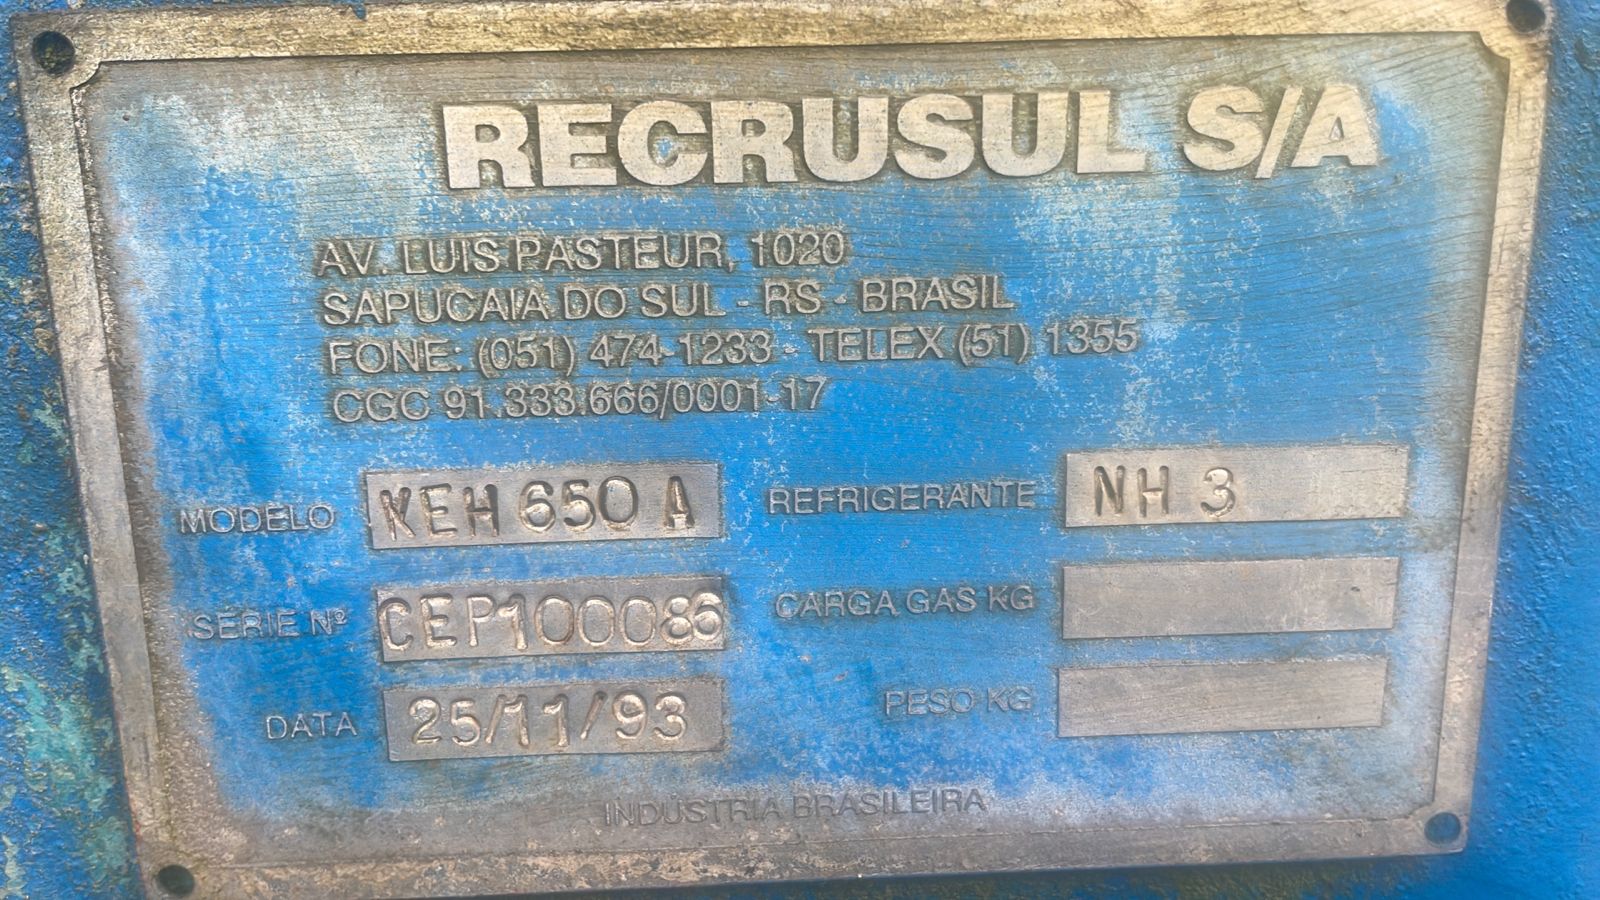 RECRUSUL S/A
AV. LUIS PASTEUR, 1020
SAPUCAIA DO SUL - RS - BRASIL
FONE: (051) 474-1233 - TELEX (51) 1355
CGC 91.333.666/0001-17
MODELO KEH 650 A REFRIGERANTE NH 3
SÉRIE Nº CEP100086 CARGA GAS KG
DATA 25/11/93 PESO KG
INDÚSTRIA BRASILEIRA